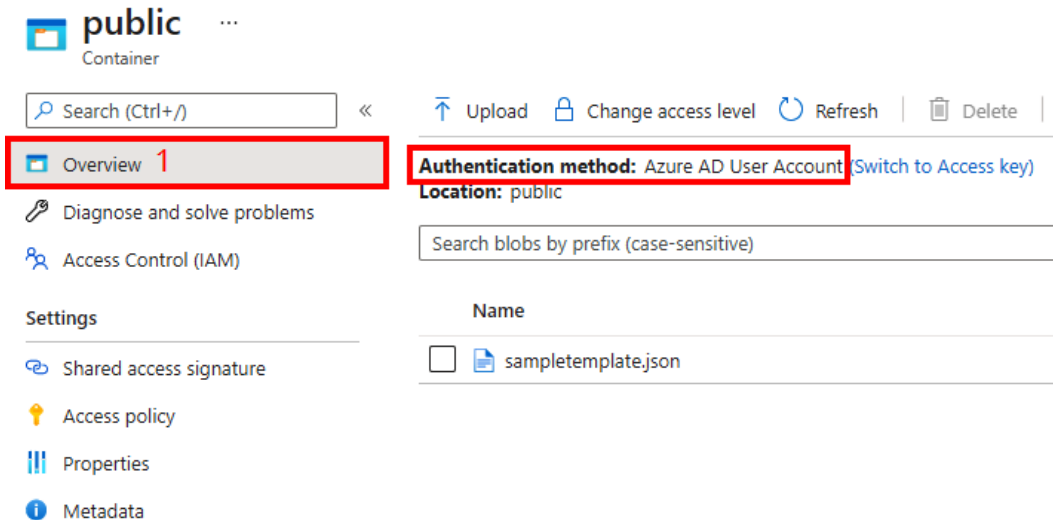 public ...
Container
Search (Ctrl+/)
«
Overview 1
Diagnose and solve problems
Access Control (IAM)
Settings
Shared access signature
Access policy
Properties
Metadata
Upload Change access level Refresh Delete
Authentication method: Azure AD User Account (Switch to Access key)
Location: public
Search blobs by prefix (case-sensitive)
Name
sampletemplate.json